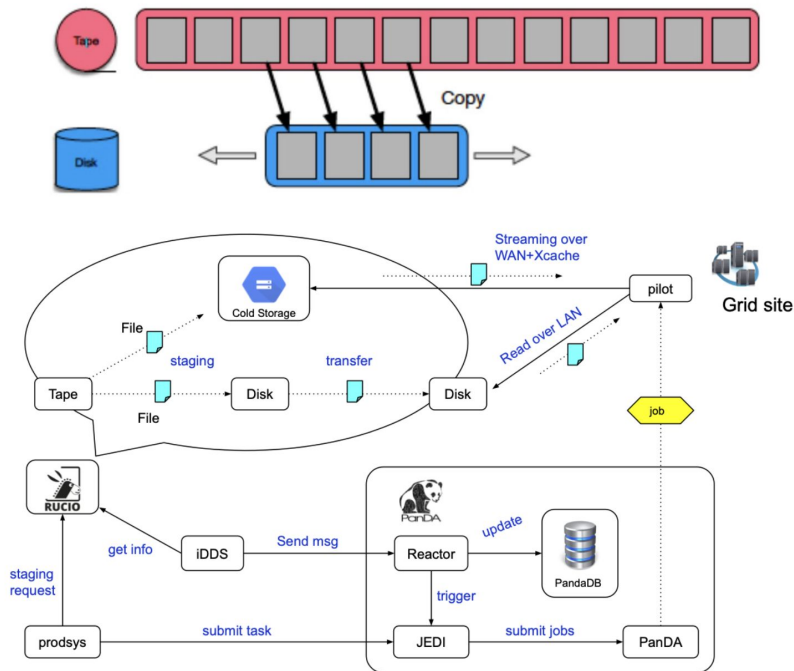 Tape
Copy
Disk
Streaming over
WAN+Xcache
Cold Storage
pilot
Grid site
File
Read over LAN
staging
transfer
Tape
Disk
Disk
File
job
RUCIO
PanDA
update
get info
iDDS
Send msg
Reactor
PandaDB
staging
request
trigger
prodsys
submit task
JEDI
submit jobs
PanDA